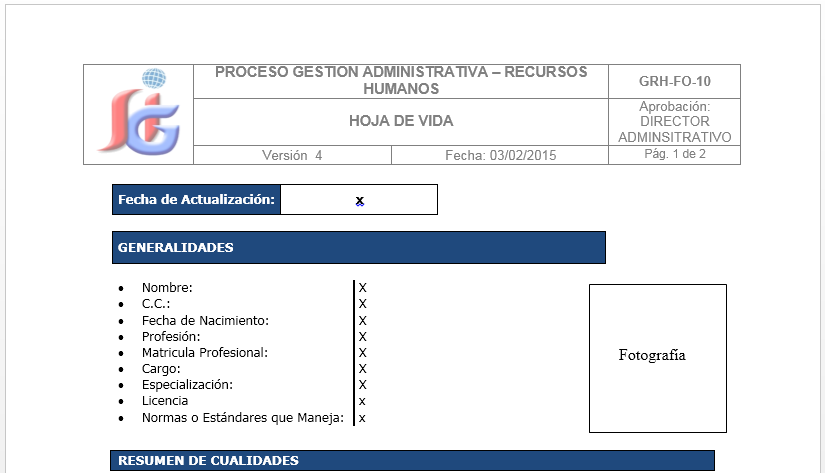 PROCESO GESTION ADMINISTRATIVA – RECURSOS
HUMANOS
GRH-FO-10
HOJA DE VIDA
Aprobación:
DIRECTOR
ADMINSITRATIVO
Versión 4
Fecha: 03/02/2015
Pág. 1 de 2
Fecha de Actualización: x
GENERALIDADES
• Nombre: X
• C.C.: X
• Fecha de Nacimiento: X
• Profesión: X
• Matricula Profesional: X
• Cargo: X
• Especialización: X
• Licencia x
• Normas o Estándares que Maneja: x
Fotografía
RESUMEN DE CUALIDADES